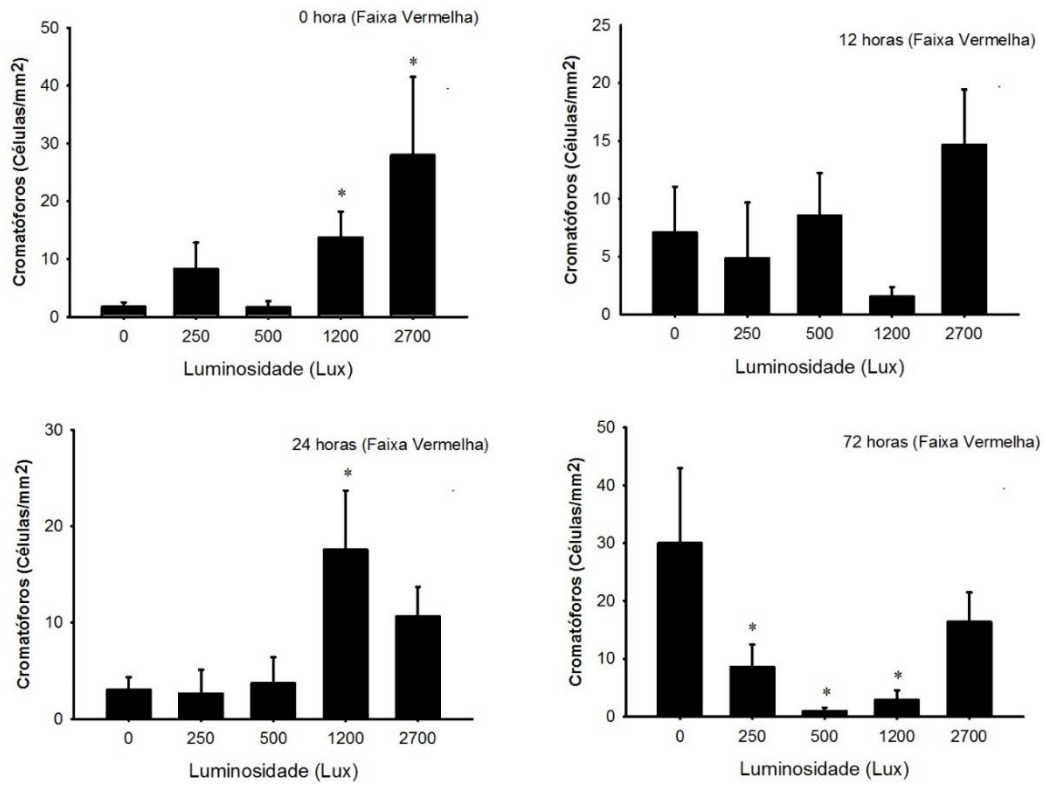 0 hora (Faixa Vermelha)
Cromatóforos (Células/mm2)
50
40
30
20
10
0
*
*
0 250 500 1200 2700
Luminosidade (Lux)
12 horas (Faixa Vermelha)
Cromatóforos (Células/mm2)
25
20
15
10
5
0
0 250 500 1200 2700
Luminosidade (Lux)
24 horas (Faixa Vermelha)
Cromatóforos (Células/mm2)
30
20
10
0
*
0 250 500 1200 2700
Luminosidade (Lux)
72 horas (Faixa Vermelha)
Cromatóforos (Células/mm2)
50
40
30
20
10
0
*
*
*
0 250 500 1200 2700
Luminosidade (Lux)